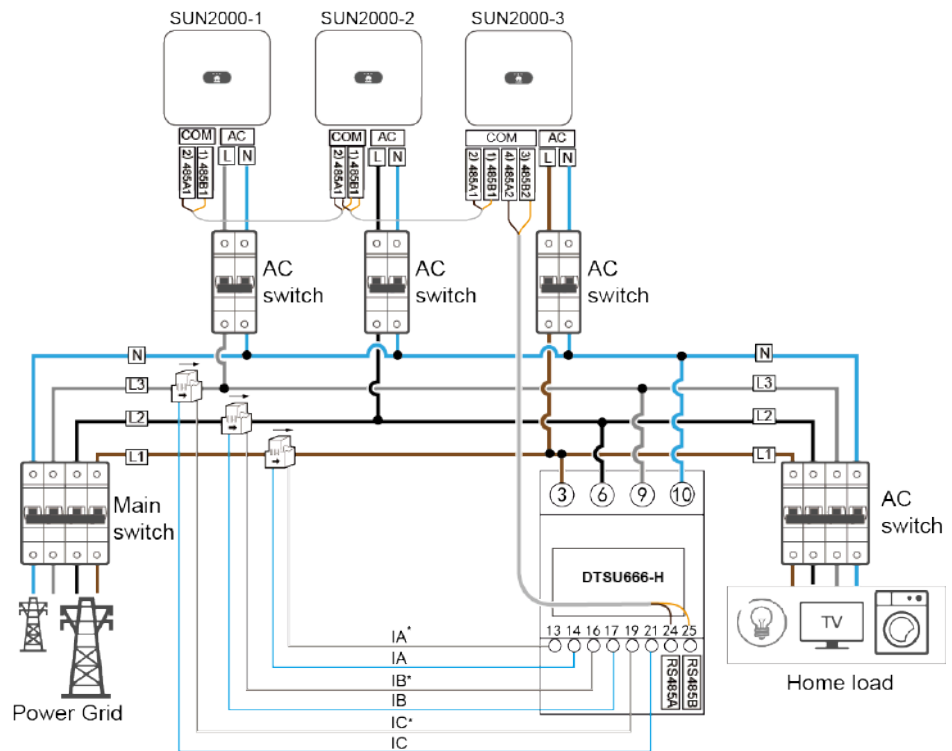 SUN2000-1
SUN2000-2
SUN2000-3
COM
AC
COM
AC
COM
AC
2) 485A1
1) 485B1
L
N
2) 485A1
1) 485B1
L
N
2) 485A1
1) 485B1
4) 485A2
3) 485B2
L
N
AC
switch
AC
switch
AC
switch
N
N
L3
L3
L2
L2
L1
L1
Main
switch
3
6
9
10
AC
switch
DTSU666-H
TV
IA*
13
14
16
17
19
21
24
25
IA
IB*
IB
IC*
IC
RS485A
RS485B
Power Grid
Home load